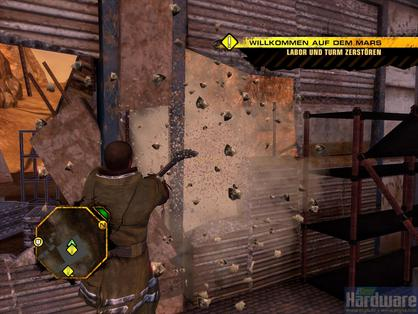 WILLKOMMEN AUF DEM MARS
LABOR UND TURM ZERSTÖREN
Hardware